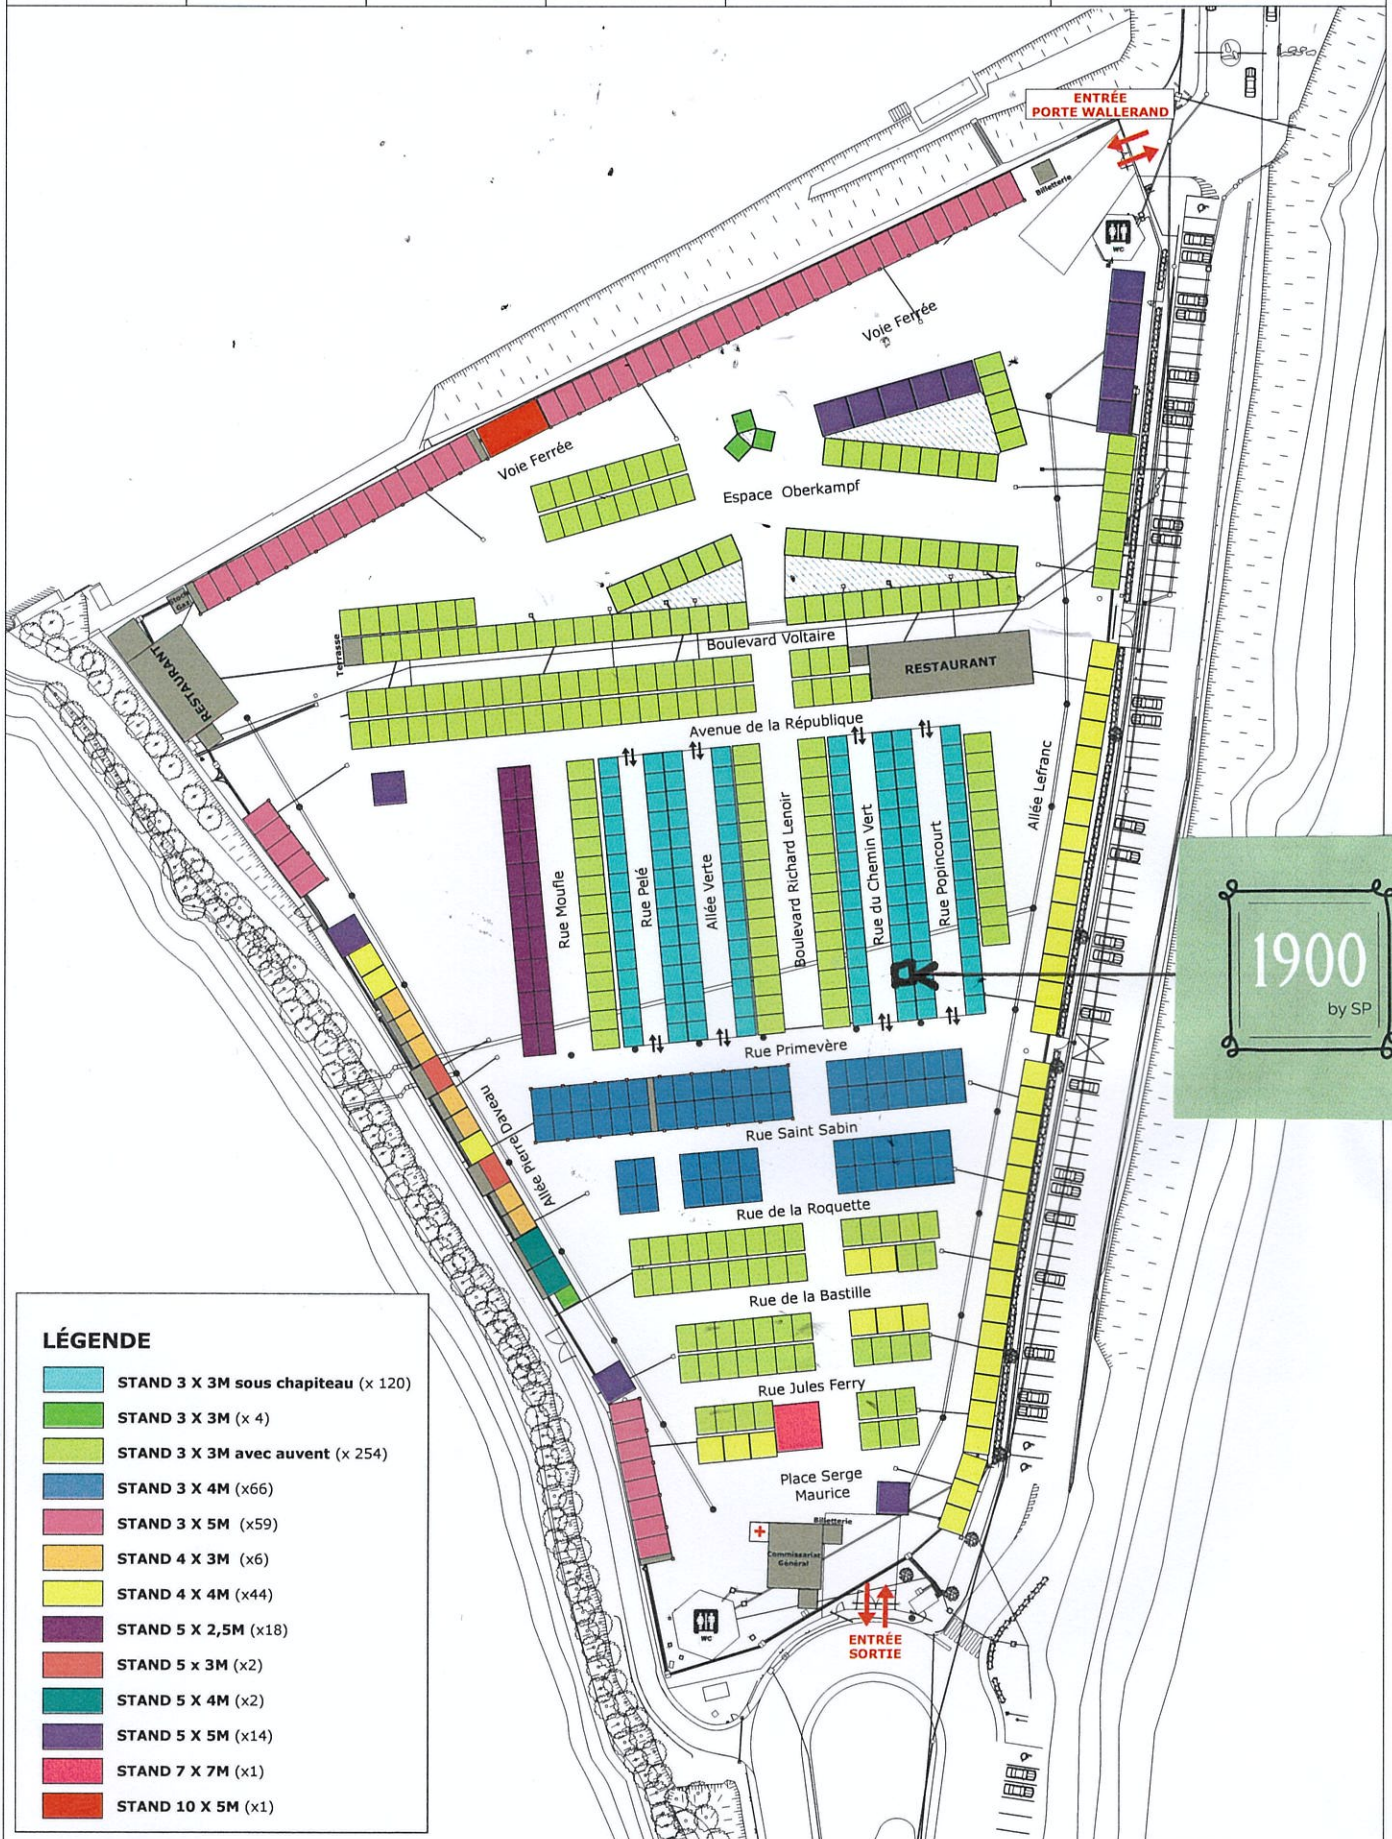 ENTRÉE
PORTE WALLERAND
Billetterie
WC
Voie Ferrée
Voie Ferrée
Espace Oberkampf
Stock
Gaz
RESTAURANT
Terrasse
Boulevard Voltaire
RESTAURANT
Avenue de la République
Rue Moufle
Rue Pelé
Allée Verte
Boulevard Richard Lenoir
Rue du Chemin Vert
Rue Popincourt
Allée Lefranc
1900
by SP
Rue Primevère
Allée Pierre Daveau
Rue Saint Sabin
Rue de la Roquette
Rue de la Bastille
Rue Jules Ferry
Place Serge
Maurice
Billetterie
Commissariat
Général
WC
ENTRÉE
SORTIE
LÉGENDE
STAND 3 X 3M sous chapiteau (x 120)
STAND 3 X 3M (x 4)
STAND 3 X 3M avec auvent (x 254)
STAND 3 X 4M (x66)
STAND 3 X 5M (x59)
STAND 4 X 3M (x6)
STAND 4 X 4M (x44)
STAND 5 X 2,5M (x18)
STAND 5 x 3M (x2)
STAND 5 X 4M (x2)
STAND 5 X 5M (x14)
STAND 7 X 7M (x1)
STAND 10 X 5M (x1)